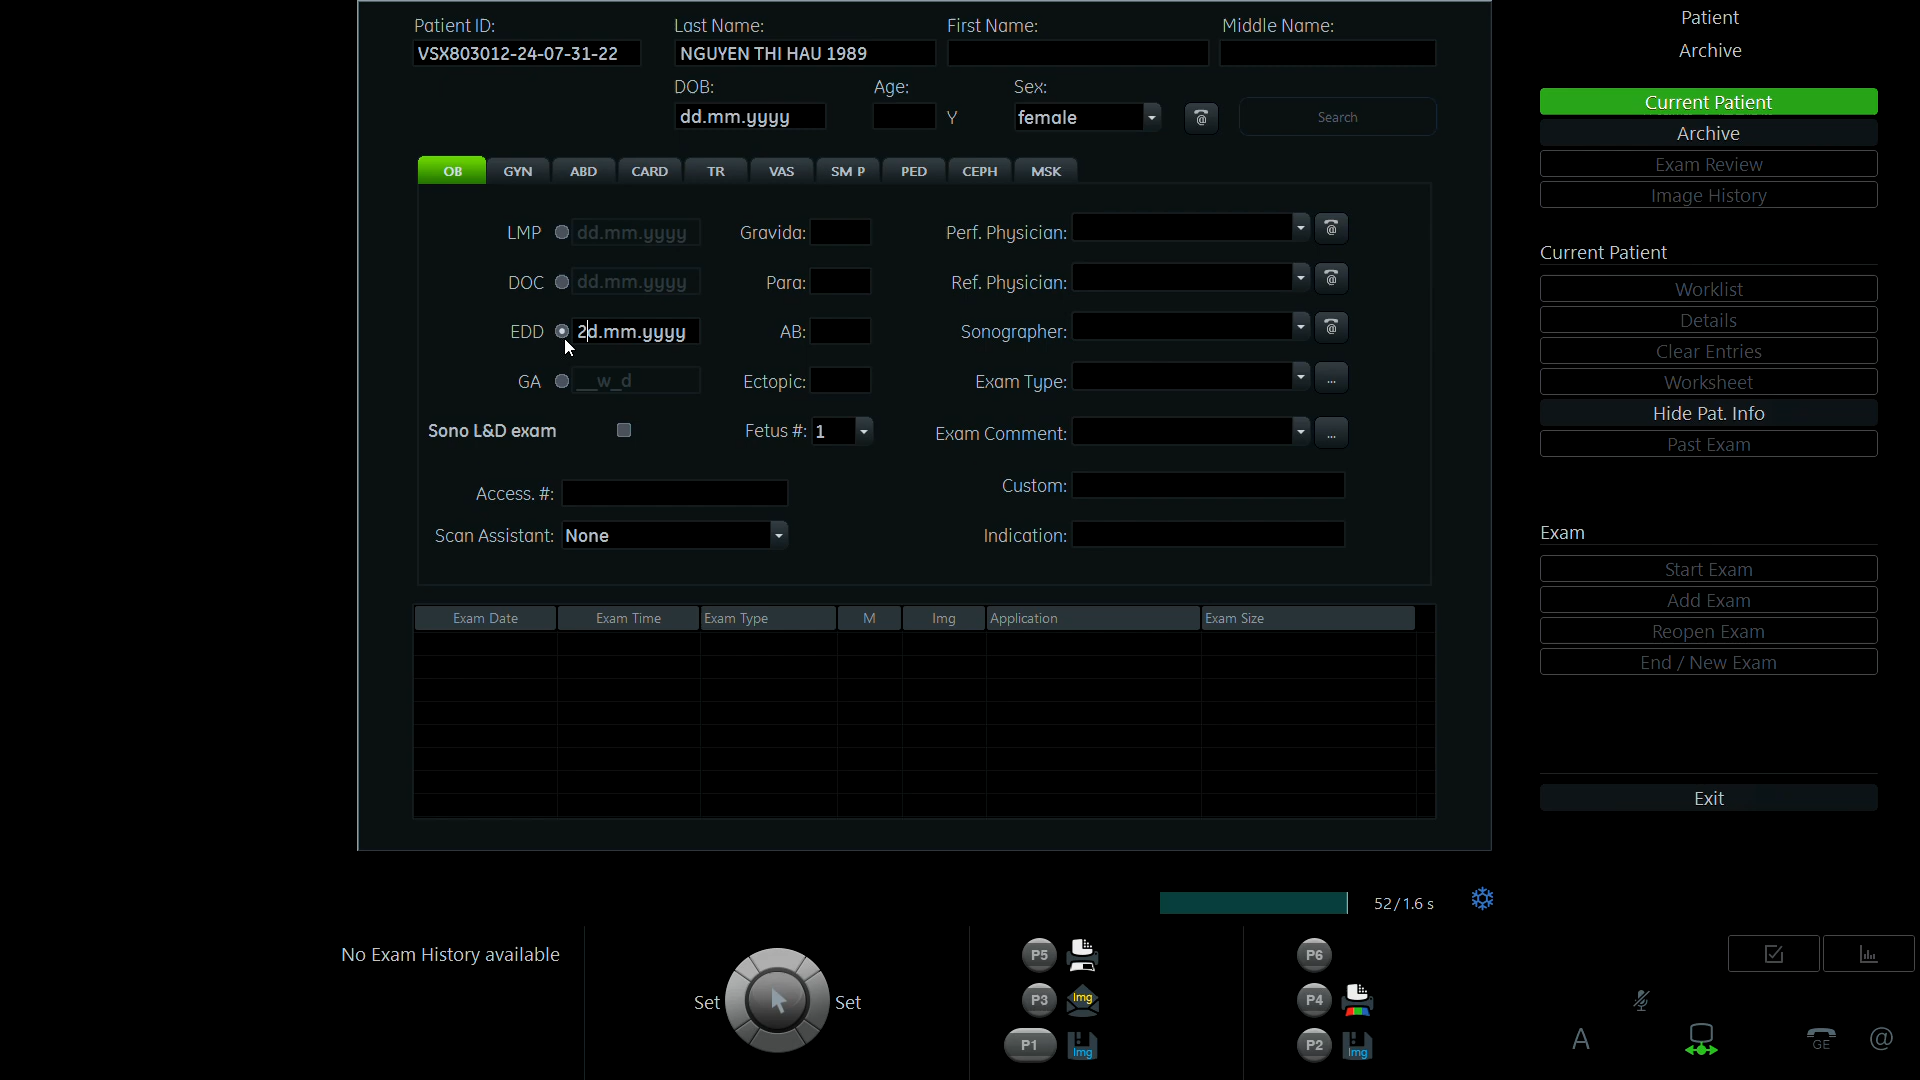 Patient ID: Last Name: First Name: Middle Name:
VSX803012-24-07-31-22 NGUYEN THI HAU 1989
DOB: Age: Sex:
dd.mm.yyyy Y female @ Search
OB GYN ABD CARD TR VAS SM P PED CEPH MSK
LMP dd.mm.yyyy Gravida: Perf. Physician: @
DOC dd.mm.yyyy Para: Ref. Physician: @
EDD 2d.mm.yyyy AB: Sonographer: @
GA __w_d Ectopic: Exam Type: ...
Sono L&D exam Fetus #: 1 Exam Comment: ...
Access. #: Custom:
Scan Assistant: None Indication:
Exam Date Exam Time Exam Type M Img Application Exam Size
Patient
Archive
Current Patient
Archive
Exam Review
Image History
Current Patient
Worklist
Details
Clear Entries
Worksheet
Hide Pat. Info
Past Exam
Exam
Start Exam
Add Exam
Reopen Exam
End / New Exam
Exit
52/1.6 s
No Exam History available
Set Set
P5 P6
P3 Img P4
P1 Img P2 Img
A GE @